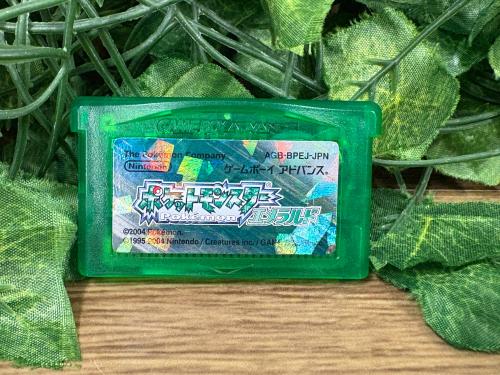 GAME BOY ADVANCE
The Pokémon Company AGB-BPEJ-JPN
Nintendo ゲームボーイ アドバンス®
ポケットモンスター
POKéMON エメラルド
©2004 Pokémon.
©1995-2004 Nintendo/Creatures inc./GAME